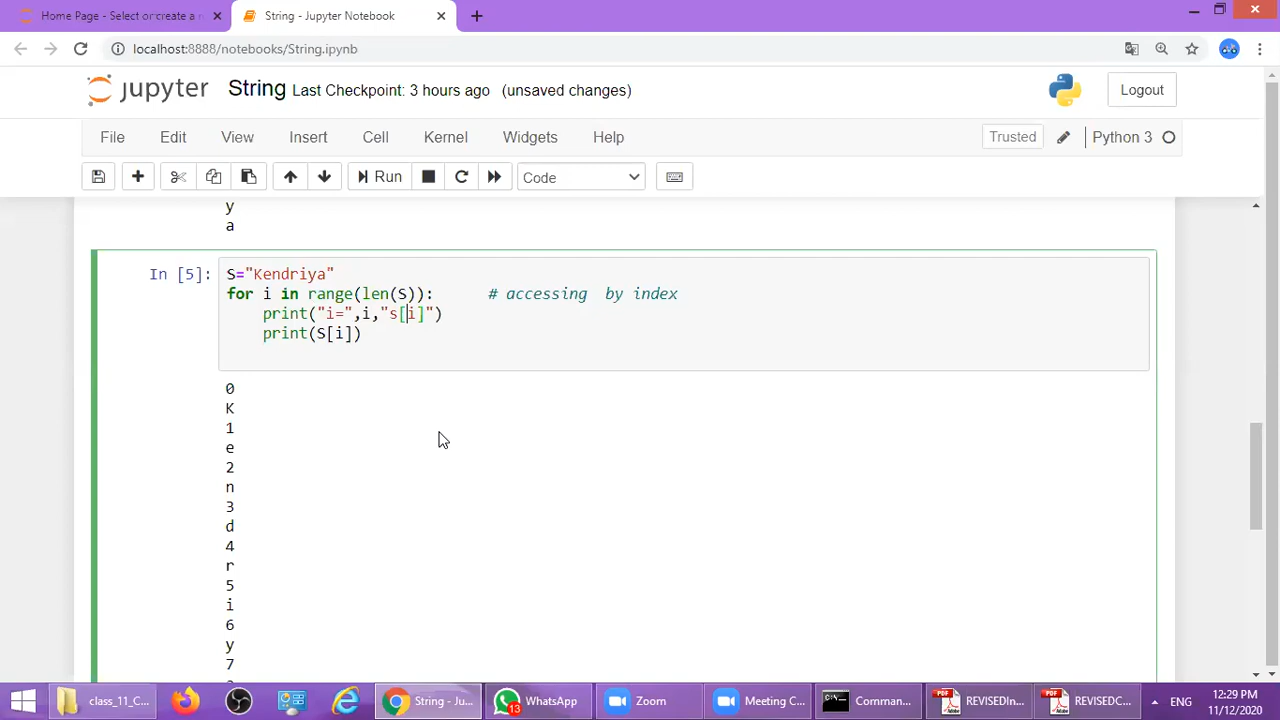 Home Page - Select or create a n
String - Jupyter Notebook
localhost:8888/notebooks/String.ipynb
jupyter String Last Checkpoint: 3 hours ago (unsaved changes)
Logout
File Edit View Insert Cell Kernel Widgets Help
Trusted
Python 3
Run
Code
y
a
In [5]:
S="Kendriya"
for i in range(len(S)):      # accessing  by index
    print("i=",i,"s[i]")
    print(S[i])
0
K
1
e
2
n
3
d
4
r
5
i
6
y
7
class_11_C...
String - Ju...
13
WhatsApp
Zoom
Meeting C...
Comman...
PDF
REVISEDIn...
PDF
REVISEDC...
ENG
12:29 PM
11/12/2020